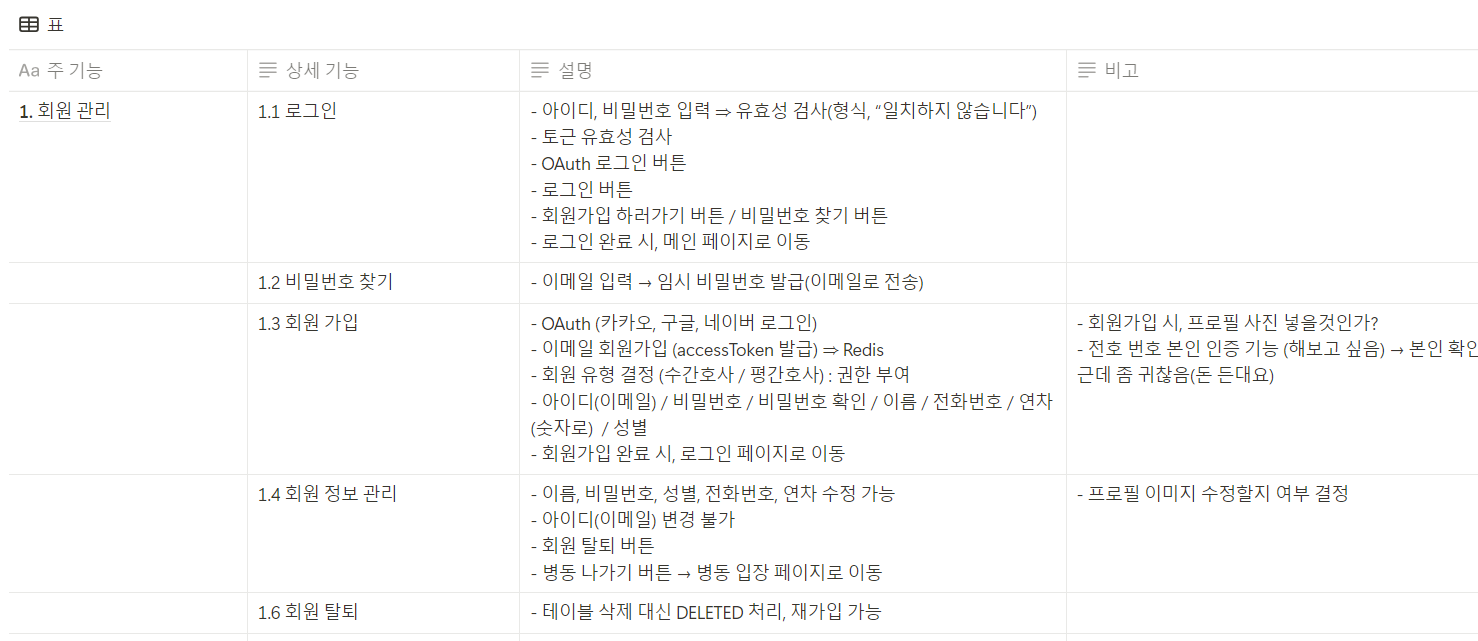 표
Aa 주 기능
상세 기능
설명
비고
1. 회원 관리
1.1 로그인
- 아이디, 비밀번호 입력 ⇒ 유효성 검사(형식, “일치하지 않습니다”)
- 토근 유효성 검사
- OAuth 로그인 버튼
- 로그인 버튼
- 회원가입 하러가기 버튼 / 비밀번호 찾기 버튼
- 로그인 완료 시, 메인 페이지로 이동
1.2 비밀번호 찾기
- 이메일 입력 → 임시 비밀번호 발급(이메일로 전송)
1.3 회원 가입
- OAuth (카카오, 구글, 네이버 로그인)
- 이메일 회원가입 (accessToken 발급) ⇒ Redis
- 회원 유형 결정 (수간호사 / 평간호사) : 권한 부여
- 아이디(이메일) / 비밀번호 / 비밀번호 확인 / 이름 / 전화번호 / 연차
(숫자로) / 성별
- 회원가입 완료 시, 로그인 페이지로 이동
- 회원가입 시, 프로필 사진 넣을것인가?
- 전호 번호 본인 인증 기능 (해보고 싶음) → 본인 확인
근데 좀 귀찮음(돈 든대요)
1.4 회원 정보 관리
- 이름, 비밀번호, 성별, 전화번호, 연차 수정 가능
- 아이디(이메일) 변경 불가
- 회원 탈퇴 버튼
- 병동 나가기 버튼 → 병동 입장 페이지로 이동
- 프로필 이미지 수정할지 여부 결정
1.6 회원 탈퇴
- 테이블 삭제 대신 DELETED 처리, 재가입 가능